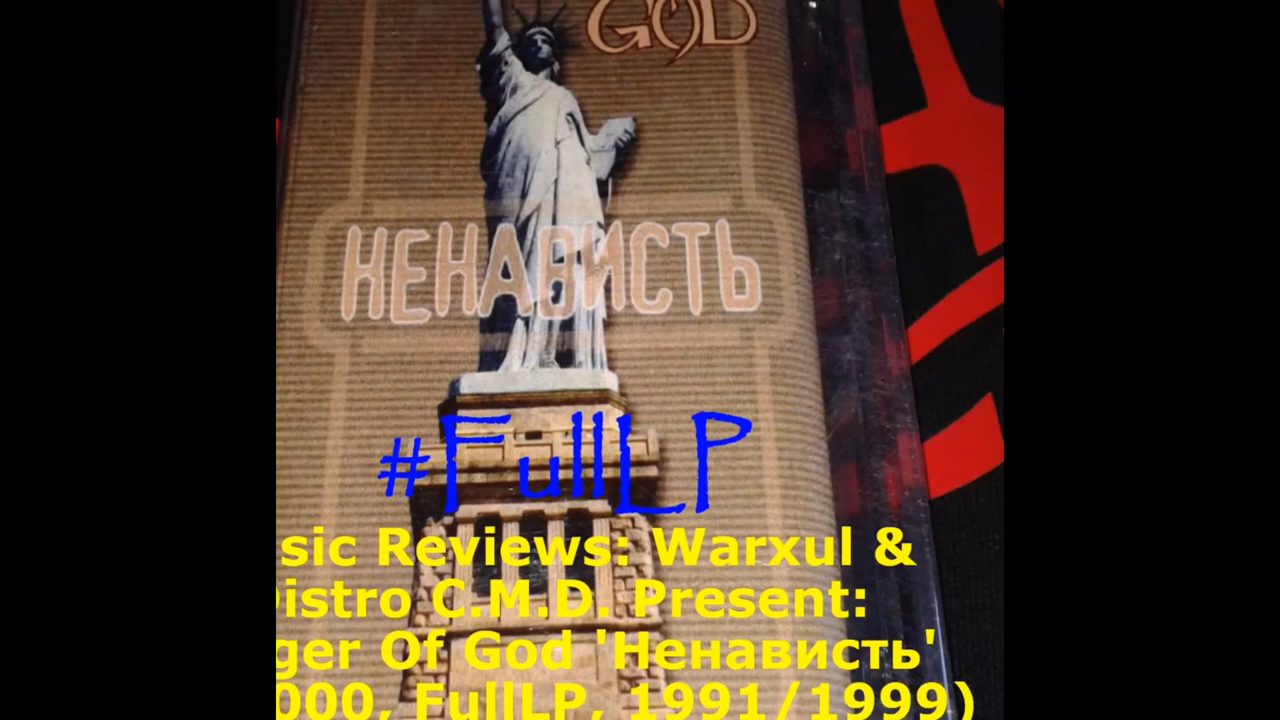 GOD
НЕНАВИСТЬ
#FullLP
sic Reviews: Warxul &
istro C.M.D. Present:
ger Of God 'Ненависть'
000, FullLP, 1991/1999)